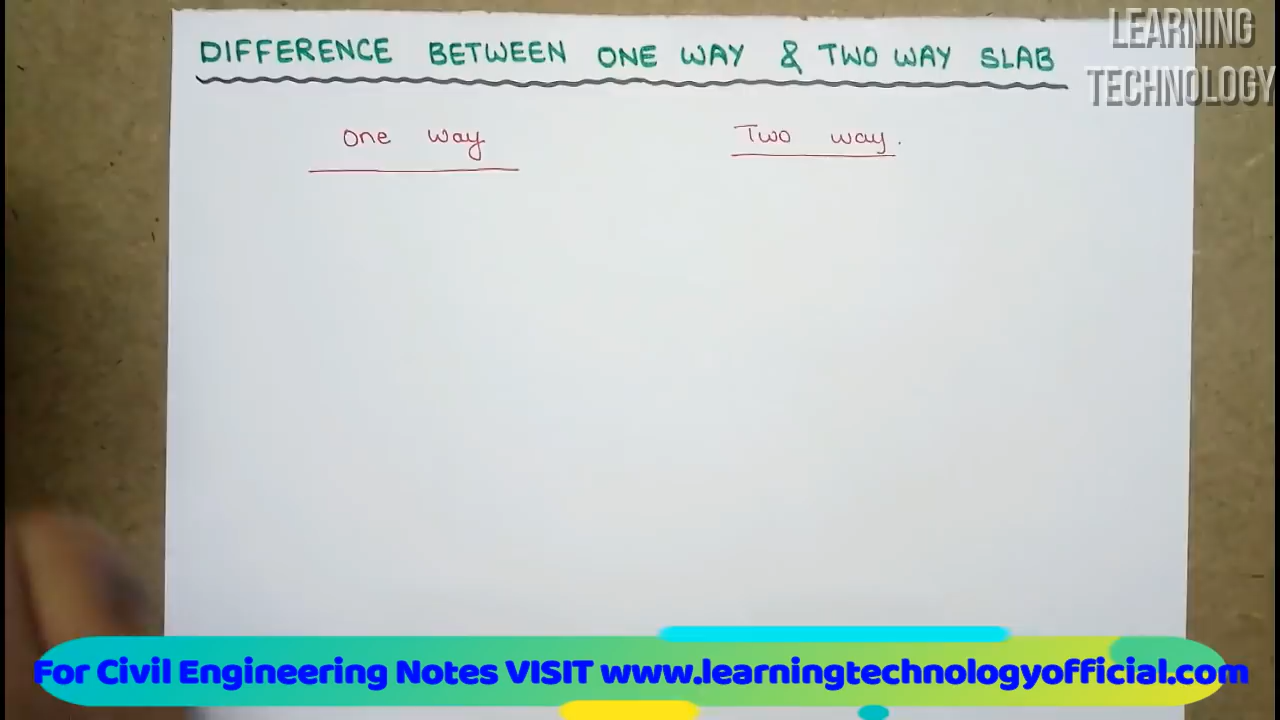 LEARNING
TECHNOLOGY
DIFFERENCE BETWEEN ONE WAY & TWO WAY SLAB
One way
Two way.
For Civil Engineering Notes VISIT www.learningtechnologyofficial.com